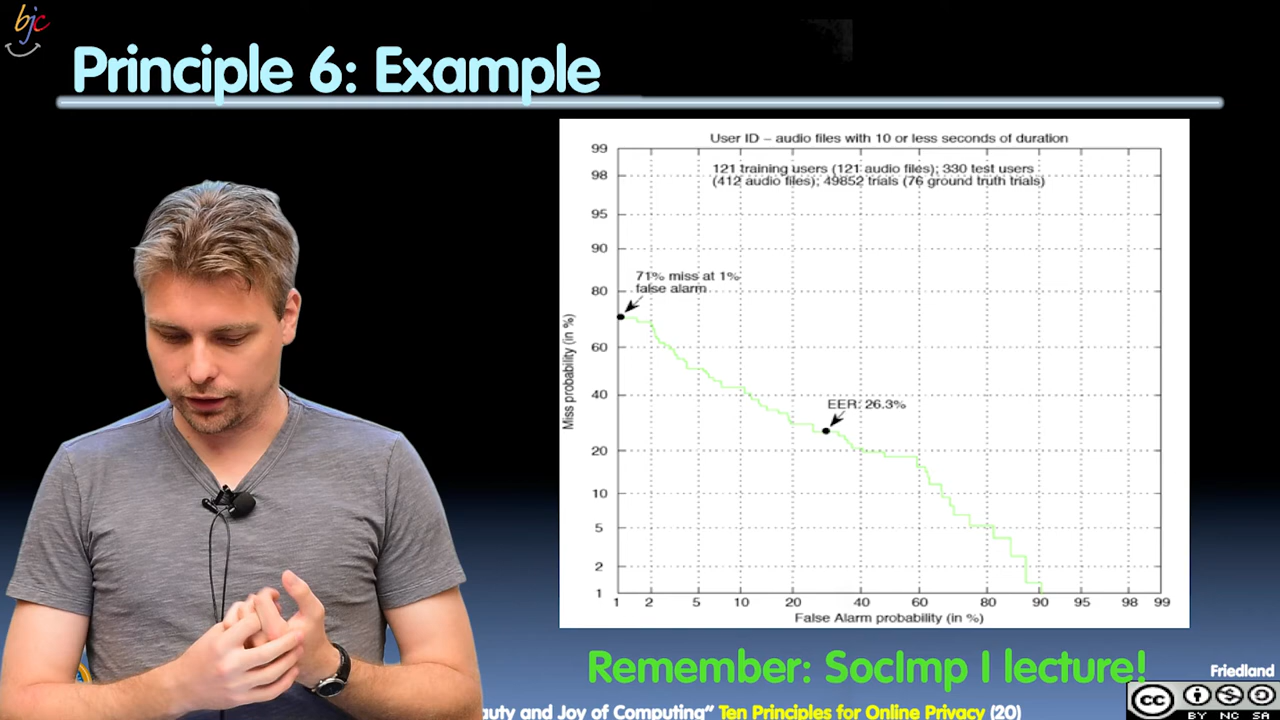 bjc
Principle 6: Example
User ID – audio files with 10 or less seconds of duration
121 training users (121 audio files); 330 test users
(412 audio files); 49852 trials (76 ground truth trials)
71% miss at 1%
false alarm
EER: 26.3%
Miss probability (in %)
99
98
95
90
80
60
40
20
10
5
2
1
1 2 5 10 20 40 60 80 90 95 98 99
False Alarm probability (in %)
Remember: SocImp I lecture!
Friedland
auty and Joy of Computing” Ten Principles for Online Privacy (20)
cc
BY NC SA